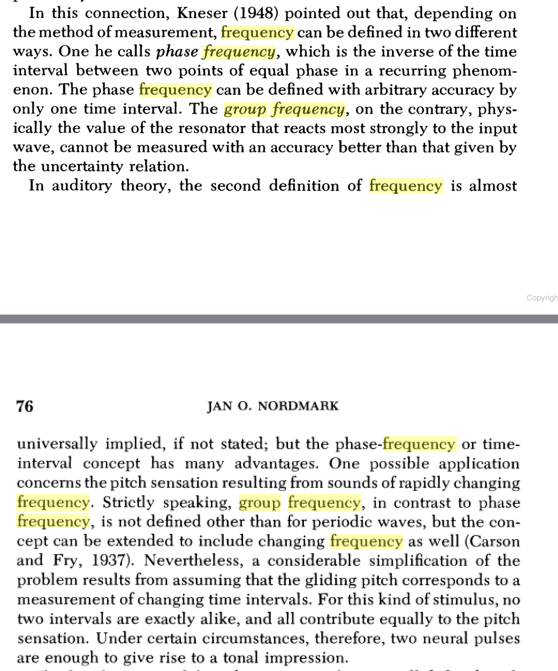 In this connection, Kneser (1948) pointed out that, depending on
the method of measurement, frequency can be defined in two different
ways. One he calls phase frequency, which is the inverse of the time
interval between two points of equal phase in a recurring phenom-
enon. The phase frequency can be defined with arbitrary accuracy by
only one time interval. The group frequency, on the contrary, phys-
ically the value of the resonator that reacts most strongly to the input
wave, cannot be measured with an accuracy better than that given by
the uncertainty relation.
In auditory theory, the second definition of frequency is almost
Copyrigh
76
JAN O. NORDMARK
universally implied, if not stated; but the phase-frequency or time-
interval concept has many advantages. One possible application
concerns the pitch sensation resulting from sounds of rapidly changing
frequency. Strictly speaking, group frequency, in contrast to phase
frequency, is not defined other than for periodic waves, but the con-
cept can be extended to include changing frequency as well (Carson
and Fry, 1937). Nevertheless, a considerable simplification of the
problem results from assuming that the gliding pitch corresponds to a
measurement of changing time intervals. For this kind of stimulus, no
two intervals are exactly alike, and all contribute equally to the pitch
sensation. Under certain circumstances, therefore, two neural pulses
are enough to give rise to a tonal impression.